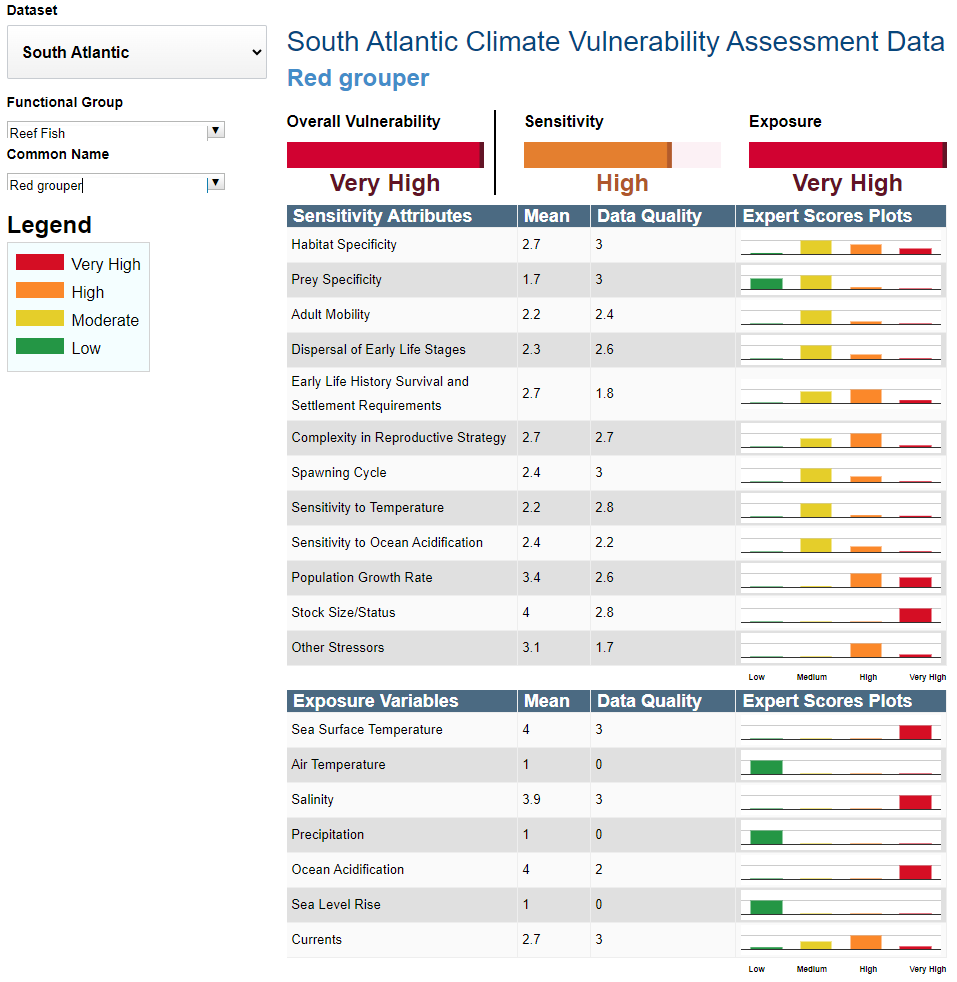 Dataset
South Atlantic
Functional Group
Reef Fish
Common Name
Red grouper
Legend
Very High
High
Moderate
Low
South Atlantic Climate Vulnerability Assessment Data
Red grouper
Overall Vulnerability Sensitivity Exposure
Very High High Very High
Sensitivity Attributes Mean Data Quality Expert Scores Plots
Habitat Specificity 2.7 3
Prey Specificity 1.7 3
Adult Mobility 2.2 2.4
Dispersal of Early Life Stages 2.3 2.6
Early Life History Survival and
Settlement Requirements 2.7 1.8
Complexity in Reproductive Strategy 2.7 2.7
Spawning Cycle 2.4 3
Sensitivity to Temperature 2.2 2.8
Sensitivity to Ocean Acidification 2.4 2.2
Population Growth Rate 3.4 2.6
Stock Size/Status 4 2.8
Other Stressors 3.1 1.7
Low Medium High Very High
Exposure Variables Mean Data Quality Expert Scores Plots
Sea Surface Temperature 4 3
Air Temperature 1 0
Salinity 3.9 3
Precipitation 1 0
Ocean Acidification 4 2
Sea Level Rise 1 0
Currents 2.7 3
Low Medium High Very High